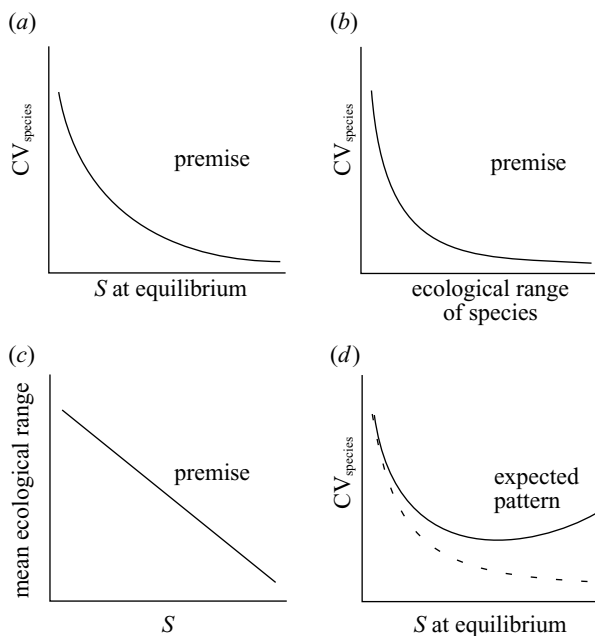 (a)
CVspecies
premise
S at equilibrium
(b)
CVspecies
premise
ecological range
of species
(c)
mean ecological range
premise
S
(d)
CVspecies
expected
pattern
S at equilibrium